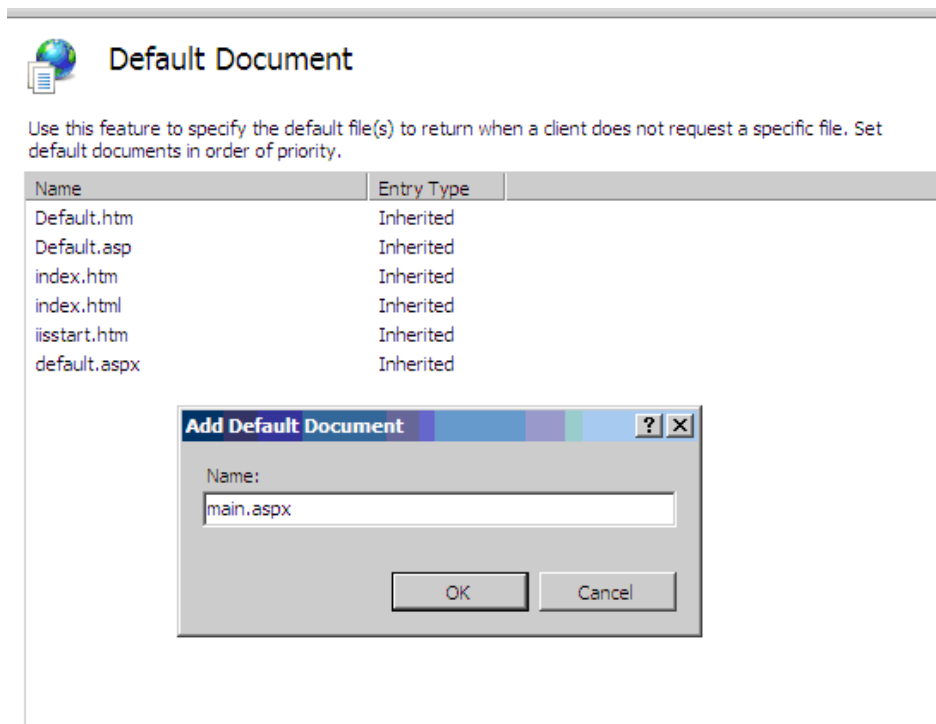 Default Document
Use this feature to specify the default file(s) to return when a client does not request a specific file. Set
default documents in order of priority.
Name Entry Type
Default.htm Inherited
Default.asp Inherited
index.htm Inherited
index.html Inherited
iisstart.htm Inherited
default.aspx Inherited
Add Default Document
Name:
main.aspx
OK Cancel